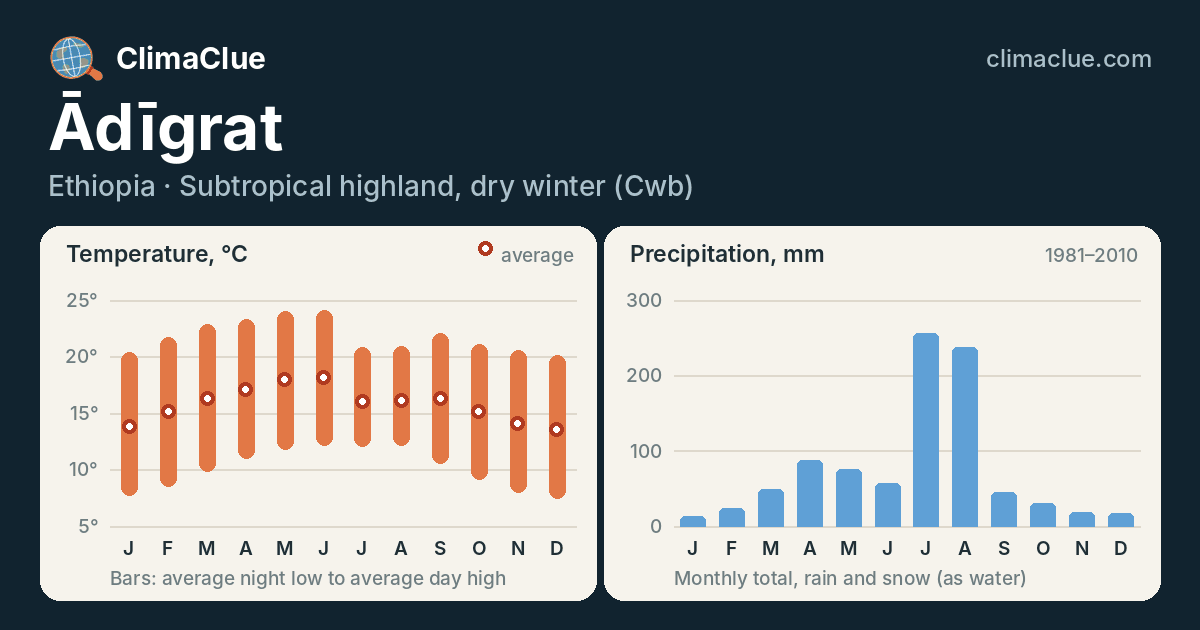 ClimaClue
climaclue.com
Ādīgrat
Ethiopia · Subtropical highland, dry winter (Cwb)
Temperature, °C
average
25°
20°
15°
10°
5°
J F M A M J J A S O N D
Bars: average night low to average day high
Precipitation, mm
1981–2010
300
200
100
0
J F M A M J J A S O N D
Monthly total, rain and snow (as water)